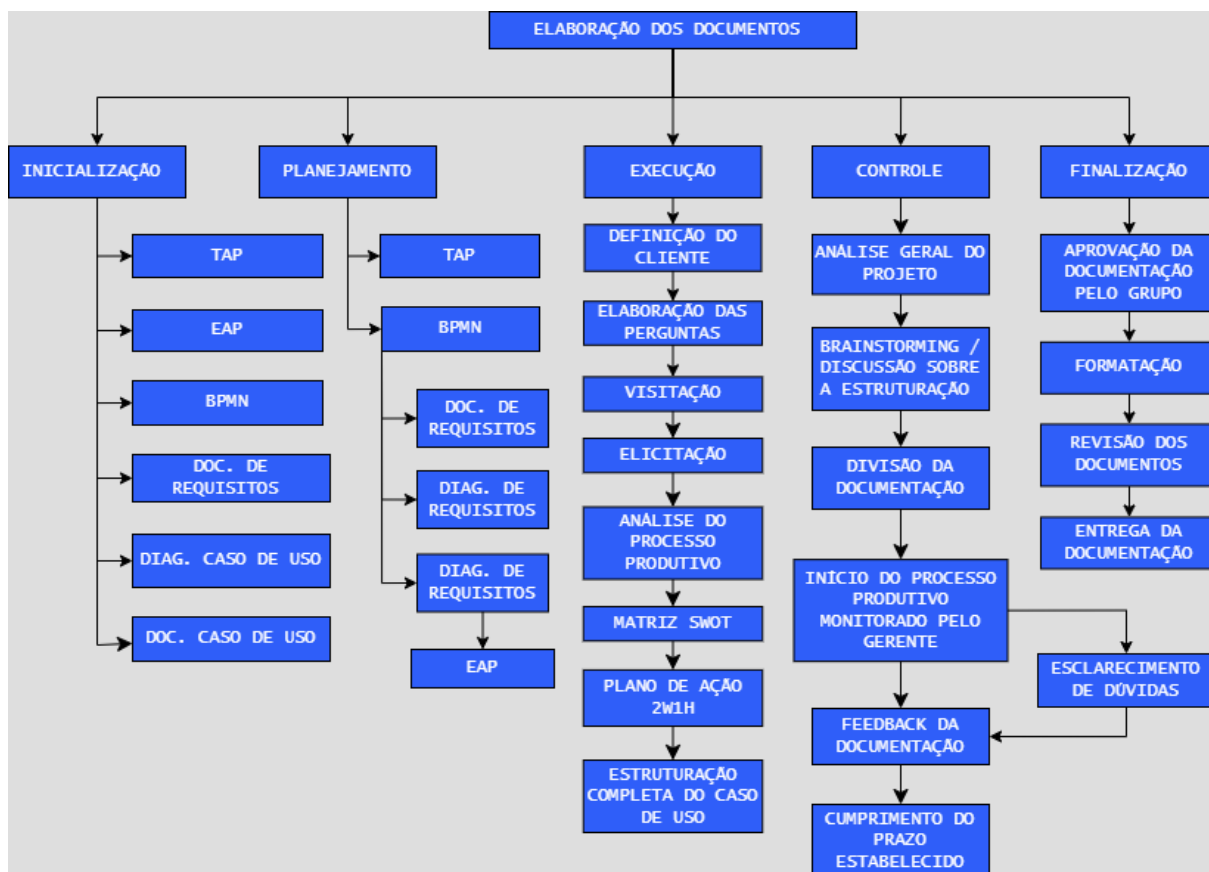 ELABORAÇÃO DOS DOCUMENTOS
INICIALIZAÇÃO
TAP
EAP
BPMN
DOC. DE
REQUISITOS
DIAG. CASO DE USO
DOC. CASO DE USO
PLANEJAMENTO
TAP
BPMN
DOC. DE
REQUISITOS
DIAG. DE
REQUISITOS
DIAG. DE
REQUISITOS
EAP
EXECUÇÃO
DEFINIÇÃO DO
CLIENTE
ELABORAÇÃO DAS
PERGUNTAS
VISITAÇÃO
ELICITAÇÃO
ANÁLISE DO
PROCESSO
PRODUTIVO
MATRIZ SWOT
PLANO DE AÇÃO
2W1H
ESTRUTURAÇÃO
COMPLETA DO CASO
DE USO
CONTROLE
ANÁLISE GERAL DO
PROJETO
BRAINSTORMING /
DISCUSSÃO SOBRE
A ESTRUTURAÇÃO
DIVISÃO DA
DOCUMENTAÇÃO
INÍCIO DO PROCESSO
PRODUTIVO
MONITORADO PELO
GERENTE
ESCLARECIMENTO
DE DÚVIDAS
FEEDBACK DA
DOCUMENTAÇÃO
CUMPRIMENTO DO
PRAZO
ESTABELECIDO
FINALIZAÇÃO
APROVAÇÃO DA
DOCUMENTAÇÃO
PELO GRUPO
FORMATAÇÃO
REVISÃO DOS
DOCUMENTOS
ENTREGA DA
DOCUMENTAÇÃO